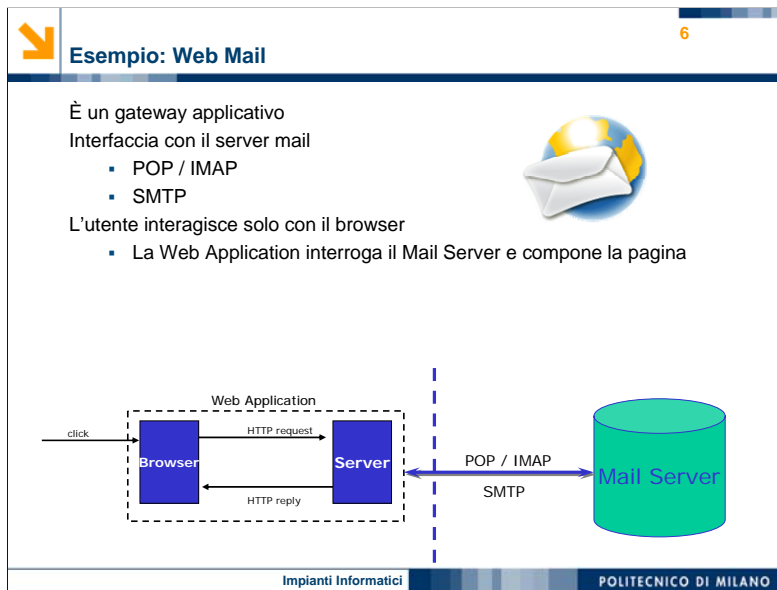 6
Esempio: Web Mail
È un gateway applicativo
Interfaccia con il server mail
▪ POP / IMAP
▪ SMTP
L'utente interagisce solo con il browser
▪ La Web Application interroga il Mail Server e compone la pagina
Web Application
click
HTTP request
Browser
Server
HTTP reply
POP / IMAP
SMTP
Mail Server
Impianti Informatici
POLITECNICO DI MILANO